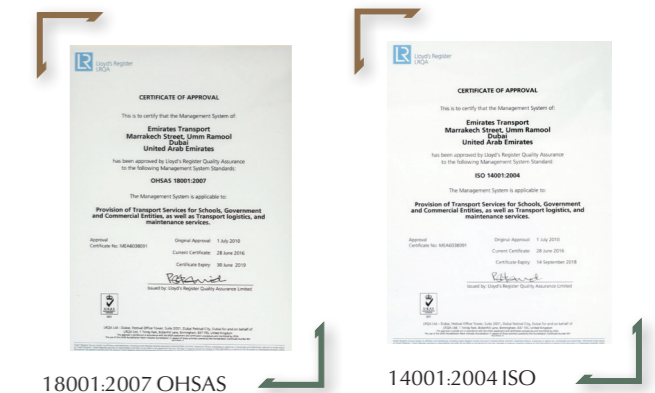 Lloyd's Register
LRQA
CERTIFICATE OF APPROVAL
This is to certify that the Management System of:
Emirates Transport
Marrakech Street, Umm Ramool
Dubai
United Arab Emirates
has been approved by Lloyd's Register Quality Assurance
to the following Management System Standards:
OHSAS 18001:2007
The Management System is applicable to:
Provision of Transport Services for Schools, Government
and Commercial Entities, as well as Transport logistics, and
maintenance services.
Approval
Certificate No: MEA6038091
Original Approval: 1 July 2010
Current Certificate: 28 June 2016
Certificate Expiry: 30 June 2019
Issued by: Lloyd's Register Quality Assurance Limited
18001:2007 OHSAS
Lloyd's Register
LRQA
CERTIFICATE OF APPROVAL
This is to certify that the Management System of:
Emirates Transport
Marrakech Street, Umm Ramool
Dubai
United Arab Emirates
has been approved by Lloyd's Register Quality Assurance
to the following Management System Standard:
ISO 14001:2004
The Management System is applicable to:
Provision of Transport Services for Schools, Government
and Commercial Entities, as well as Transport logistics, and
maintenance services.
Approval
Certificate No: MEA6038091
Original Approval: 1 July 2010
Current Certificate: 28 June 2016
Certificate Expiry: 14 September 2018
Issued by: Lloyd's Register Quality Assurance Limited
14001:2004 ISO